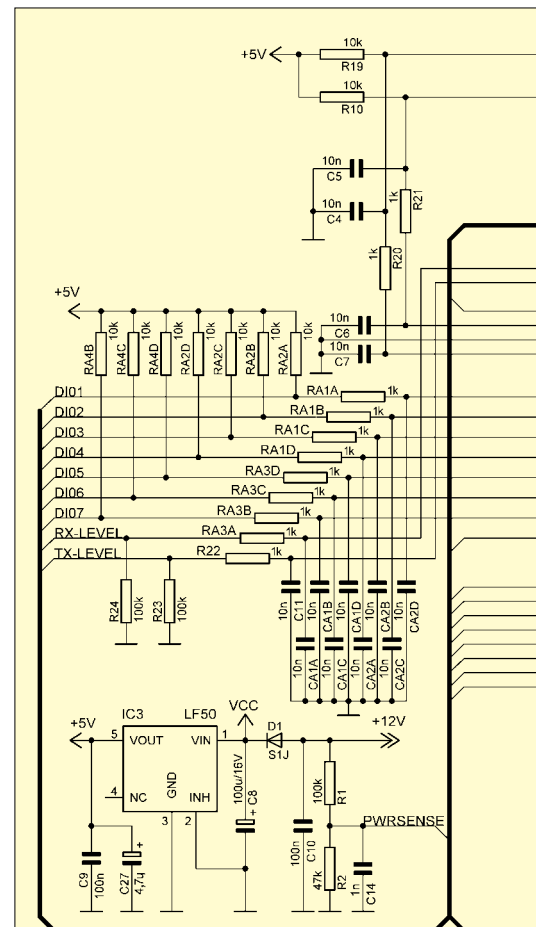 10k
+5V
R19
10k
R10
10n
C5
10n
C4
1k
R21
1k
R20
+5V
10n
C6
10n
C7
RA4B
10k
RA4C
10k
RA4D
10k
RA2D
10k
RA2C
10k
RA2B
10k
RA2A
10k
DI01
RA1A
1k
DI02
RA1B
1k
DI03
RA1C
1k
DI04
RA1D
1k
DI05
RA3D
1k
DI06
RA3C
1k
DI07
RA3B
1k
RX-LEVEL
RA3A
1k
TX-LEVEL
R22
1k
R24
100k
R23
100k
10n
C11
10n
CA1B
10n
CA1D
10n
CA2B
10n
CA2D
10n
CA1A
10n
CA1C
10n
CA2A
10n
CA2C
IC3
LF50
VCC
D1
S1J
+12V
+5V
5
VOUT
VIN
1
4
NC
GND
INH
3
2
100u/16V
+
C8
100k
R1
PWRSENSE
C9
100n
C27
+
4,7u
100n
C10
47k
R2
1n
C14